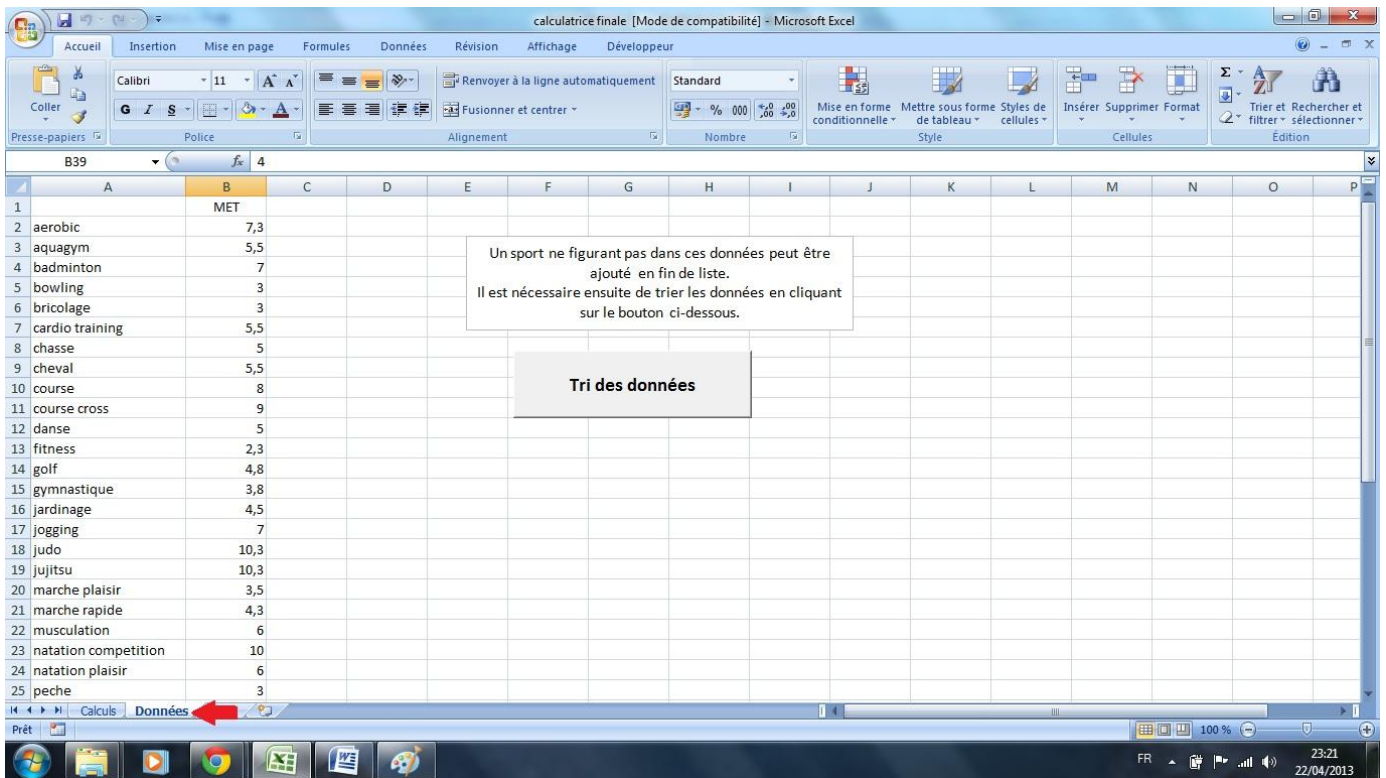 calculatrice finale [Mode de compatibilité] - Microsoft Excel
Accueil Insertion Mise en page Formules Données Révision Affichage Développeur
Calibri 11 A A Renvoyer à la ligne automatiquement Standard Σ
Coller G I S A Fusionner et centrer % 000 Mise en forme conditionnelle Mettre sous forme de tableau Styles de cellules Insérer Supprimer Format Trier et filtrer Rechercher et sélectionner
Presse-papiers Police Alignement Nombre Style Cellules Édition
B39 fx 4
A B C D E F G H I J K L M N O P
1 MET
2 aerobic 7,3
3 aquagym 5,5
4 badminton 7
5 bowling 3
6 bricolage 3
7 cardio training 5,5
8 chasse 5
9 cheval 5,5
10 course 8
11 course cross 9
12 danse 5
13 fitness 2,3
14 golf 4,8
15 gymnastique 3,8
16 jardinage 4,5
17 jogging 7
18 judo 10,3
19 jujitsu 10,3
20 marche plaisir 3,5
21 marche rapide 4,3
22 musculation 6
23 natation competition 10
24 natation plaisir 6
25 peche 3
Un sport ne figurant pas dans ces données peut être
ajouté en fin de liste.
Il est nécessaire ensuite de trier les données en cliquant
sur le bouton ci-dessous.
Tri des données
Calculs Données
Prêt 100 %
FR 23:21
22/04/2013